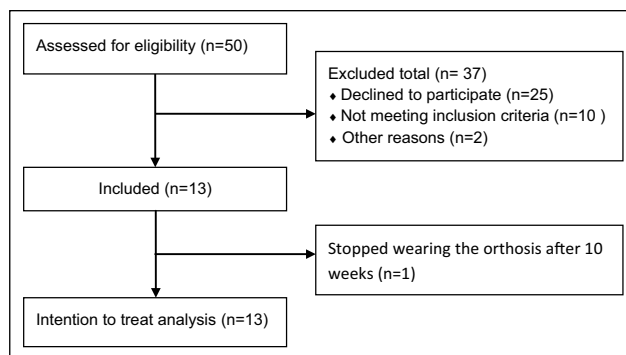 Assessed for eligibility (n=50)
Excluded total (n= 37)
♦ Declined to participate (n=25)
♦ Not meeting inclusion criteria (n=10 )
♦ Other reasons (n=2)
Included (n=13)
Stopped wearing the orthosis after 10
weeks (n=1)
Intention to treat analysis (n=13)